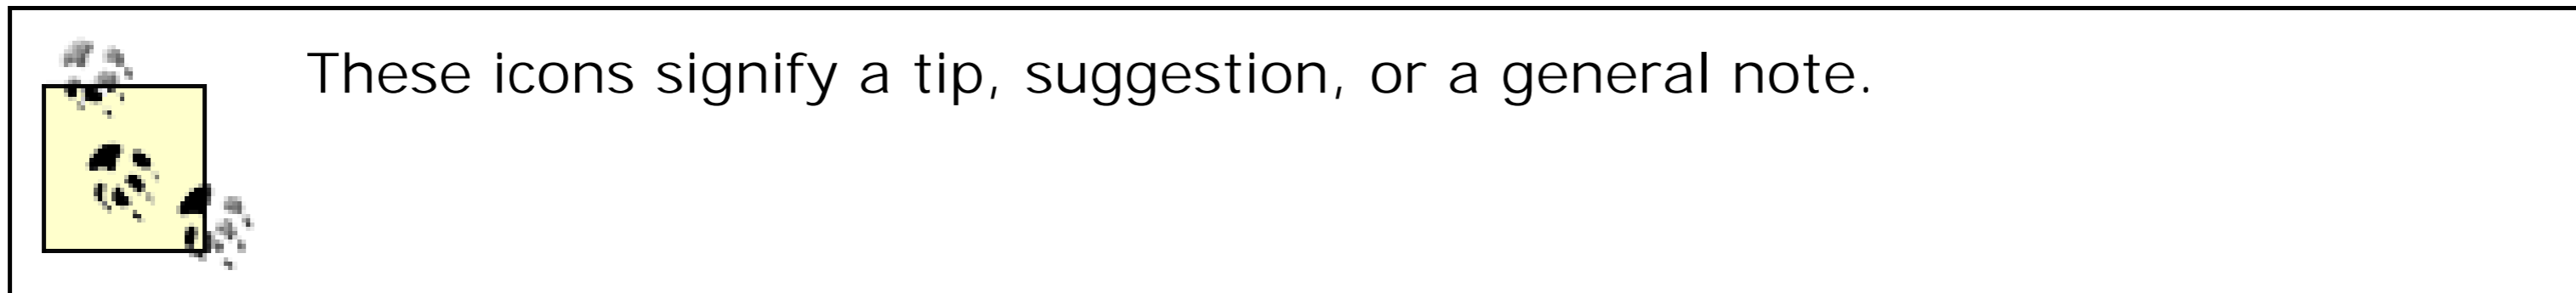 These icons signify a tip, suggestion, or a general note.